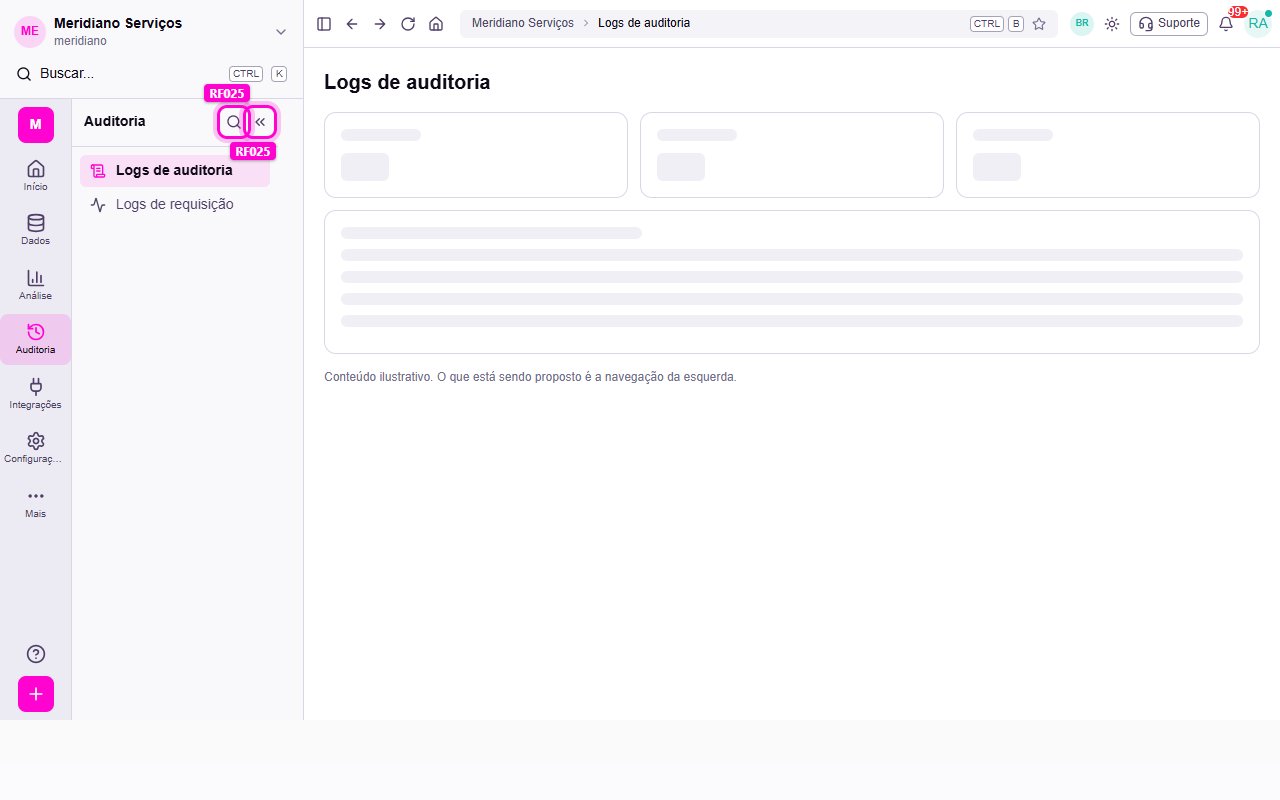 ME
Meridiano Serviços
meridiano
Buscar...
CTRL K
Meridiano Serviços
Logs de auditoria
CTRL B
BR
Suporte
99+
RA
RF025
M
Auditoria
RF025
Logs de auditoria
Logs de requisição
Início
Dados
Análise
Auditoria
Integrações
Configuraç...
Mais
Logs de auditoria
Conteúdo ilustrativo. O que está sendo proposto é a navegação da esquerda.